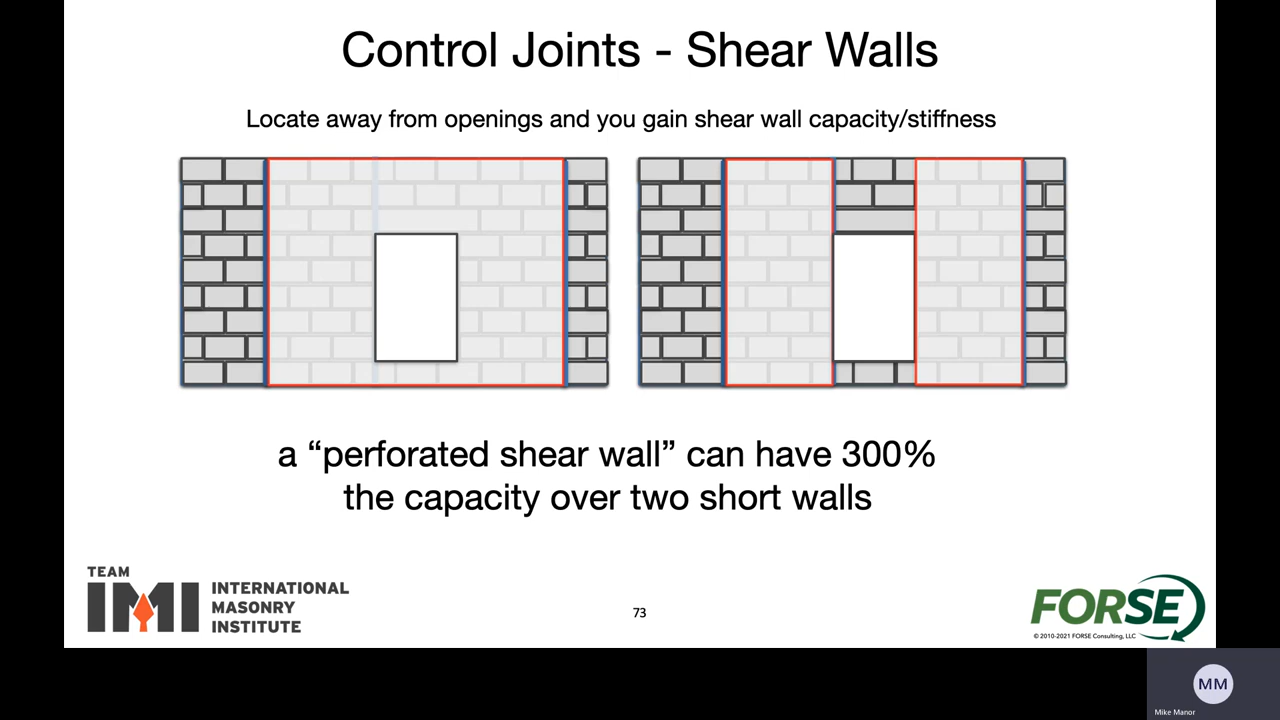 Control Joints - Shear Walls
Locate away from openings and you gain shear wall capacity/stiffness
a “perforated shear wall” can have 300%
the capacity over two short walls
TEAM
IMI
INTERNATIONAL
MASONRY
INSTITUTE
73
FORSE
© 2010-2021 FORSE Consulting, LLC
MM
Mike Manor